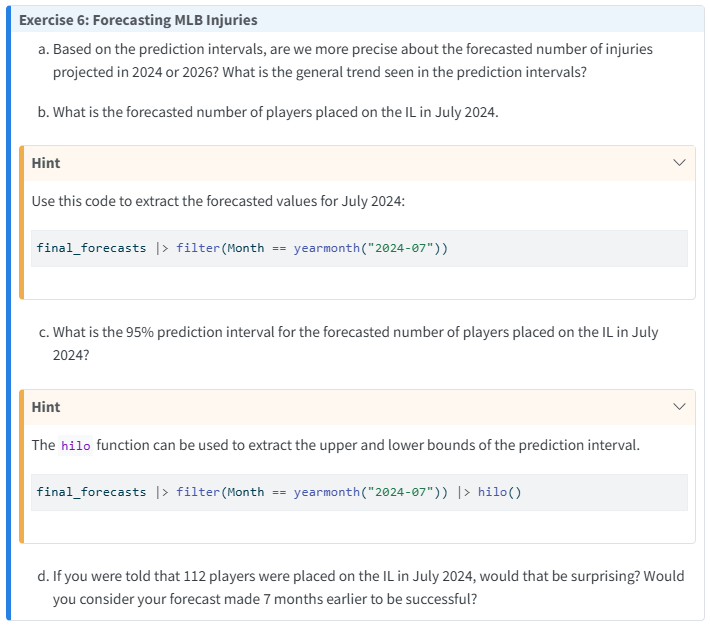 Exercise 6: Forecasting MLB Injuries
a. Based on the prediction intervals, are we more precise about the forecasted number of injuries
projected in 2024 or 2026? What is the general trend seen in the prediction intervals?
b. What is the forecasted number of players placed on the IL in July 2024.
Hint
Use this code to extract the forecasted values for July 2024:
final_forecasts |> filter(Month == yearmonth("2024-07"))
c. What is the 95% prediction interval for the forecasted number of players placed on the IL in July
2024?
Hint
The hilo function can be used to extract the upper and lower bounds of the prediction interval.
final_forecasts |> filter(Month == yearmonth("2024-07")) |> hilo()
d. If you were told that 112 players were placed on the IL in July 2024, would that be surprising? Would
you consider your forecast made 7 months earlier to be successful?